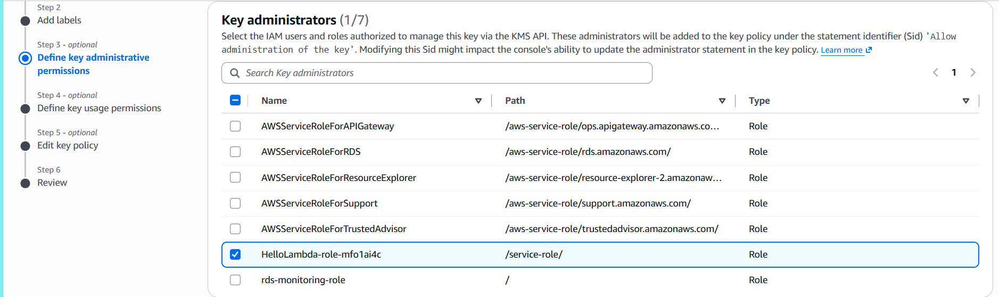 Step 2
Add labels
Step 3 - optional
Define key administrative
permissions
Step 4 - optional
Define key usage permissions
Step 5 - optional
Edit key policy
Step 6
Review
Key administrators (1/7)
Select the IAM users and roles authorized to manage this key via the KMS API. These administrators will be added to the key policy under the statement identifier (Sid) 'Allow
administration of the key'. Modifying this Sid might impact the console's ability to update the administrator statement in the key policy. Learn more
Search Key administrators
1
Name Path Type
AWSServiceRoleForAPIGateway /aws-service-role/ops.apigateway.amazonaws.co... Role
AWSServiceRoleForRDS /aws-service-role/rds.amazonaws.com/ Role
AWSServiceRoleForResourceExplorer /aws-service-role/resource-explorer-2.amazonaw... Role
AWSServiceRoleForSupport /aws-service-role/support.amazonaws.com/ Role
AWSServiceRoleForTrustedAdvisor /aws-service-role/trustedadvisor.amazonaws.com/ Role
HelloLambda-role-mfo1ai4c /service-role/ Role
rds-monitoring-role / Role